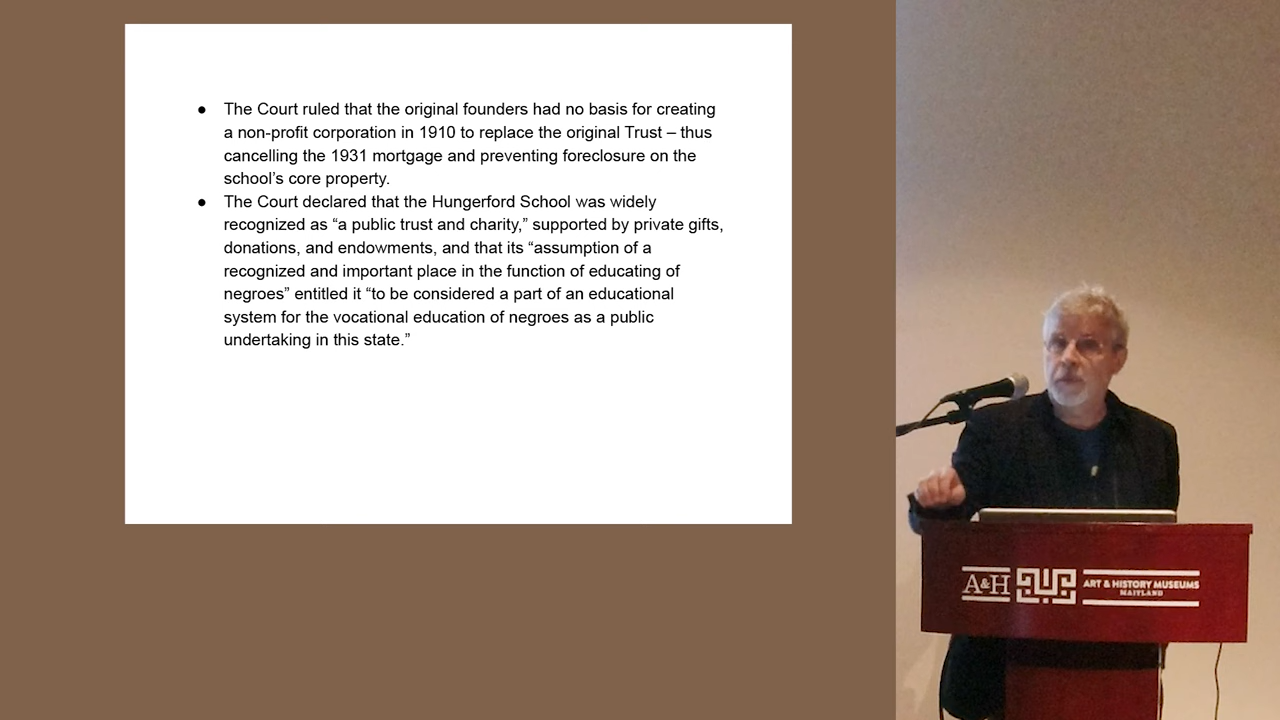 ● The Court ruled that the original founders had no basis for creating
a non-profit corporation in 1910 to replace the original Trust – thus
cancelling the 1931 mortgage and preventing foreclosure on the
school’s core property.
● The Court declared that the Hungerford School was widely
recognized as “a public trust and charity,” supported by private gifts,
donations, and endowments, and that its “assumption of a
recognized and important place in the function of educating of
negroes” entitled it “to be considered a part of an educational
system for the vocational education of negroes as a public
undertaking in this state.”
A&H
ART & HISTORY MUSEUMS
MAITLAND